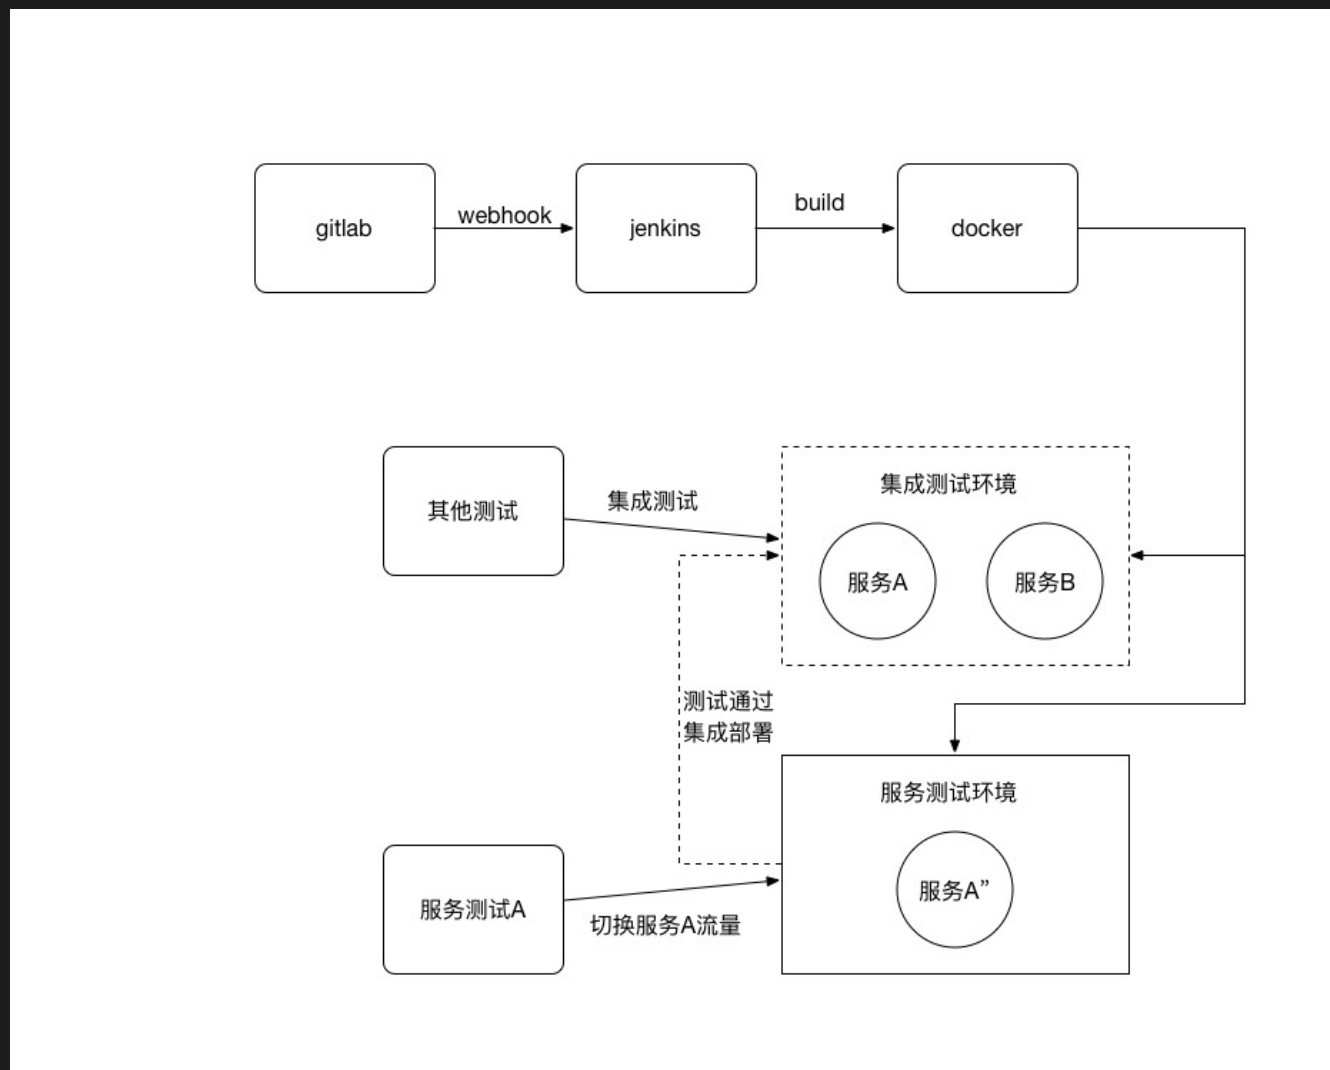 gitlab
webhook
jenkins
build
docker
其他测试
集成测试
集成测试环境
服务A
服务B
测试通过
集成部署
服务测试环境
服务A”
服务测试A
切换服务A流量